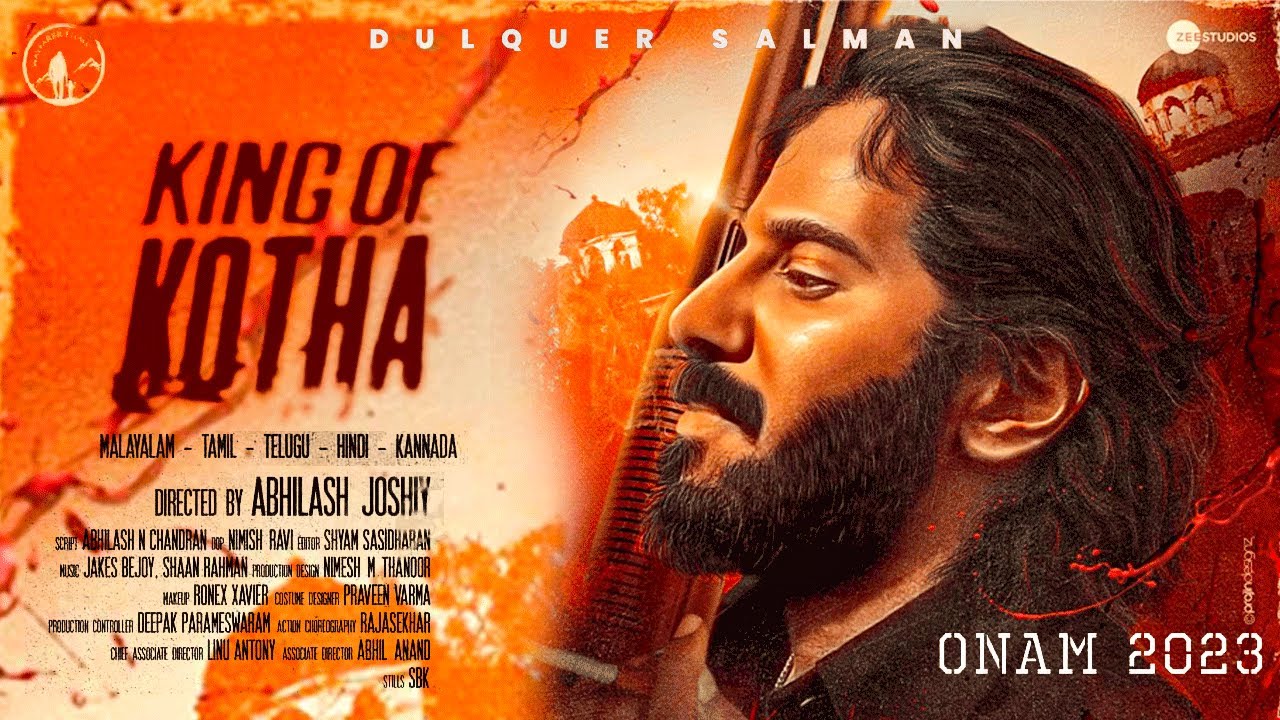 DULQUER SALMAN
WAYFARER FILMS
ZEE STUDIOS
KING OF
KOTHA
MALAYALAM - TAMIL - TELUGU - HINDI - KANNADA
DIRECTED BY ABHILASH JOSHIY
SCRIPT ABHILASH N CHANDRAN DOP NIMISH RAVI EDITOR SHYAM SASIDHARAN
MUSIC JAKES BEJOY, SHAAN RAHMAN PRODUCTION DESIGN NIMESH M THANOOR
MAKEUP RONEX XAVIER COSTUME DESIGNER PRAVEEN VARMA
PRODUCTION CONTROLLER DEEPAK PARAMESWARAM ACTION CHOREOGRAPHY RAJASEKHAR
CHIEF ASSOCIATE DIRECTOR LINU ANTONY ASSOCIATE DIRECTOR ABHIL ANAND
STILLS SBK
©prajindesignz
ONAM 2023